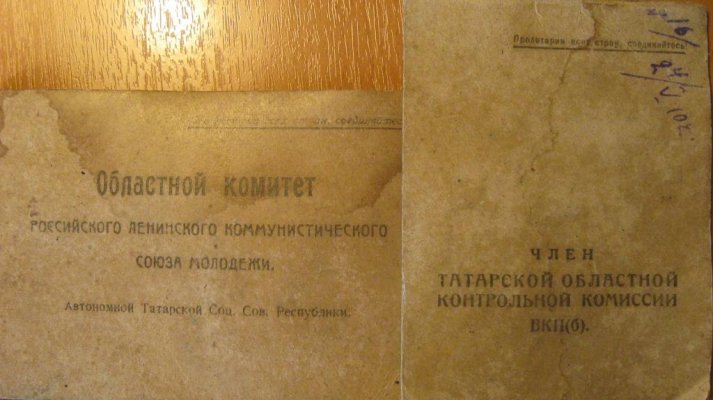 Областной комитет
РОССИЙСКОГО ЛЕНИНСКОГО КОММУНИСТИЧЕСКОГО
СОЮЗА МОЛОДЕЖИ.
Автономной Татарской Соц. Сов. Республики.
Пролетарии всех стран, соединяйтесь
ЧЛЕН
ТАТАРСКОЙ ОБЛАСТНОЙ
КОНТРОЛЬНОЙ КОМИССИИ
ВКП(б).